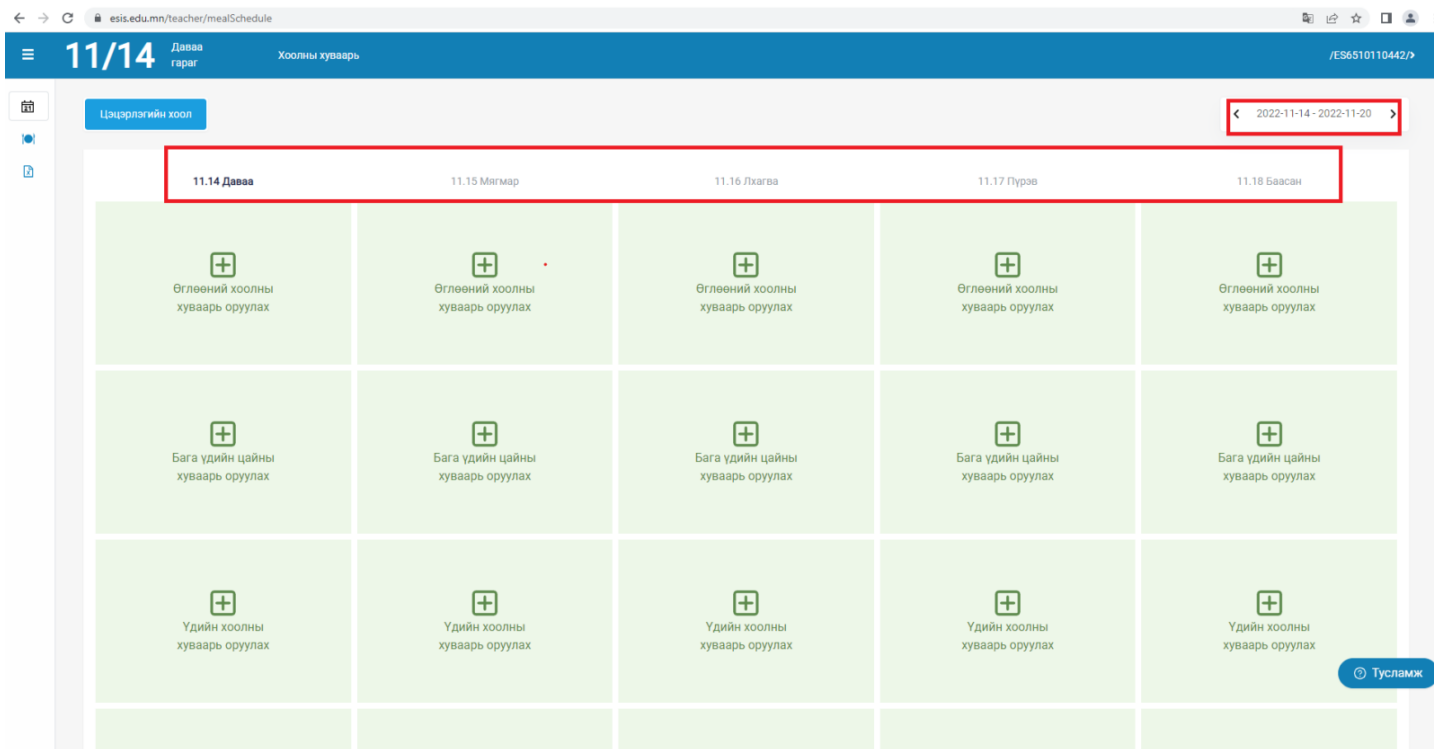 esis.edu.mn/teacher/mealSchedule
11/14
Даваа
гараг
Хоолны хуваарь
/ES6510110442/>
Цэцэрлэгийн хоол
2022-11-14 - 2022-11-20
11.14 Даваа
11.15 Мягмар
11.16 Лхагва
11.17 Пүрэв
11.18 Баасан
Өглөөний хоолны
хуваарь оруулах
Өглөөний хоолны
хуваарь оруулах
Өглөөний хоолны
хуваарь оруулах
Өглөөний хоолны
хуваарь оруулах
Өглөөний хоолны
хуваарь оруулах
Бага үдийн цайны
хуваарь оруулах
Бага үдийн цайны
хуваарь оруулах
Бага үдийн цайны
хуваарь оруулах
Бага үдийн цайны
хуваарь оруулах
Бага үдийн цайны
хуваарь оруулах
Үдийн хоолны
хуваарь оруулах
Үдийн хоолны
хуваарь оруулах
Үдийн хоолны
хуваарь оруулах
Үдийн хоолны
хуваарь оруулах
Үдийн хоолны
хуваарь оруулах
Тусламж